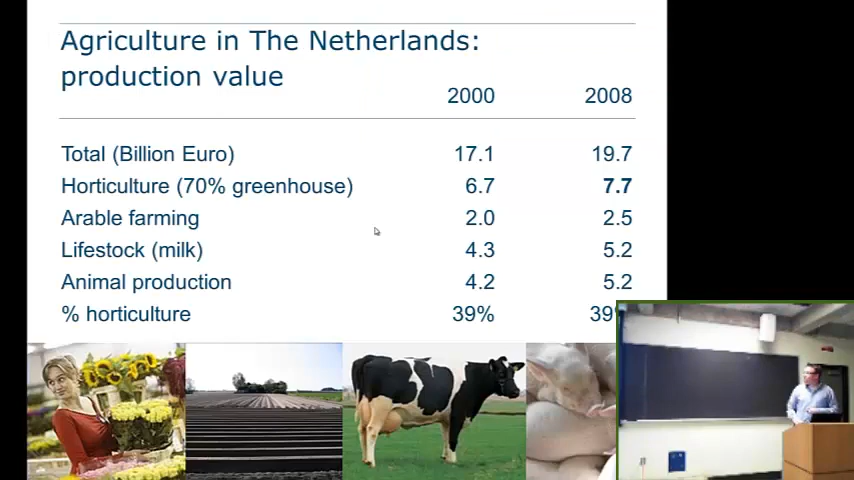 Agriculture in The Netherlands:
production value
2000 2008
Total (Billion Euro) 17.1 19.7
Horticulture (70% greenhouse) 6.7 7.7
Arable farming 2.0 2.5
Lifestock (milk) 4.3 5.2
Animal production 4.2 5.2
% horticulture 39% 39